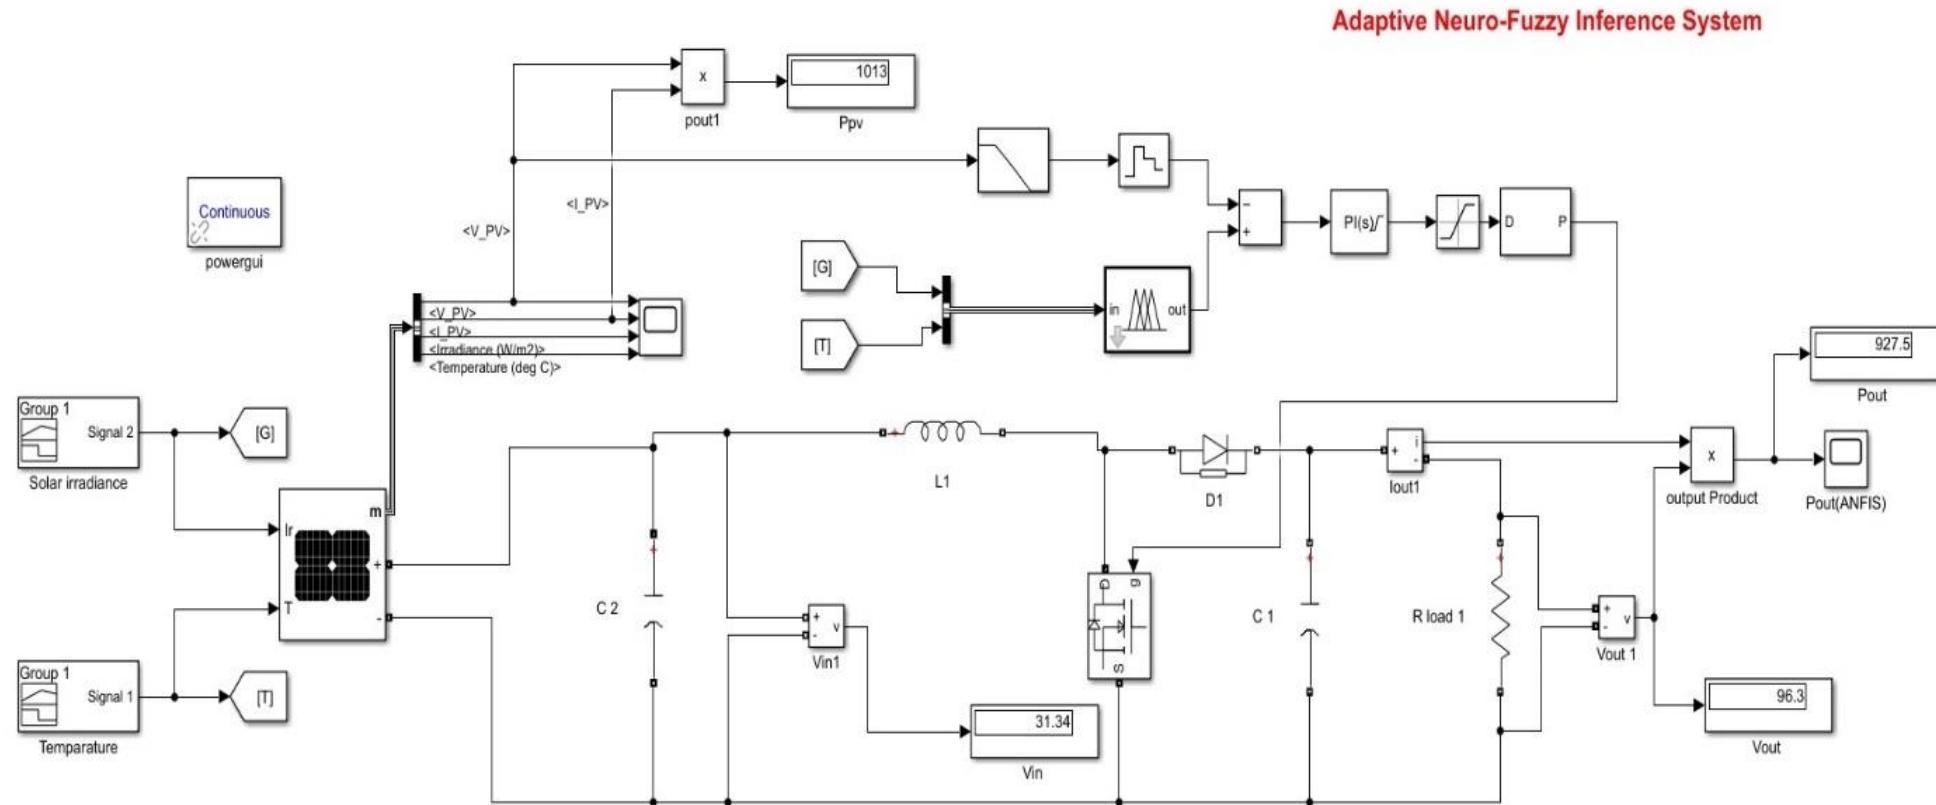 Adaptive Neuro-Fuzzy Inference System
x
pout1
1013
Ppv
Continuous
powergui
<V_PV>
<I_PV>
<V_PV>
<I_PV>
<Irradiance (W/m2)>
<Temperature (deg C)>
[G]
[T]
in
out
-
+
PI(s)
D
P
Group 1
Signal 2
Solar irradiance
[G]
Group 1
Signal 1
Temparature
[T]
m
Ir
T
+
-
C 2
+
L1
+
D1
+
i
-
Iout1
x
output Product
927.5
Pout
Pout(ANFIS)
+
-
v
Vin1
31.34
Vin
D
g
S
C 1
+
R load 1
+
+
-
v
Vout 1
96.3
Vout